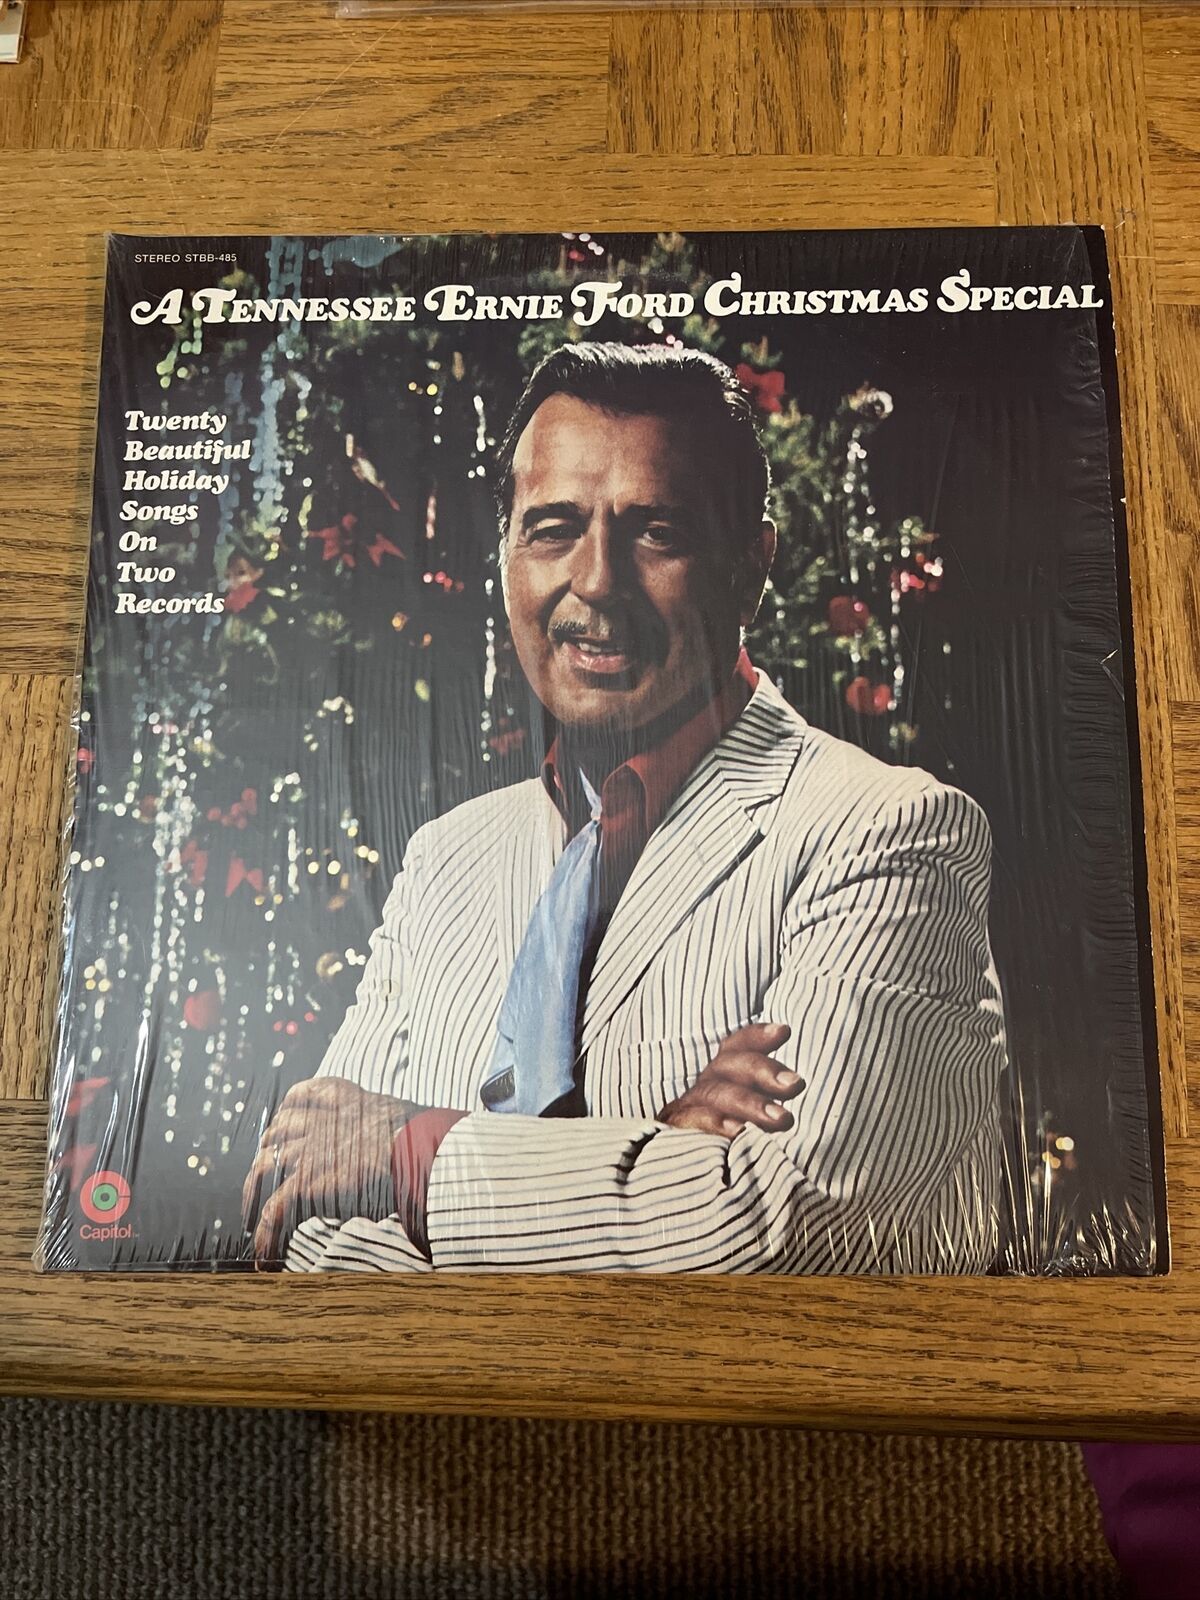 STEREO STBB-485
A TENNESSEE ERNIE FORD CHRISTMAS SPECIAL
Twenty
Beautiful
Holiday
Songs
On
Two
Records
Capitol